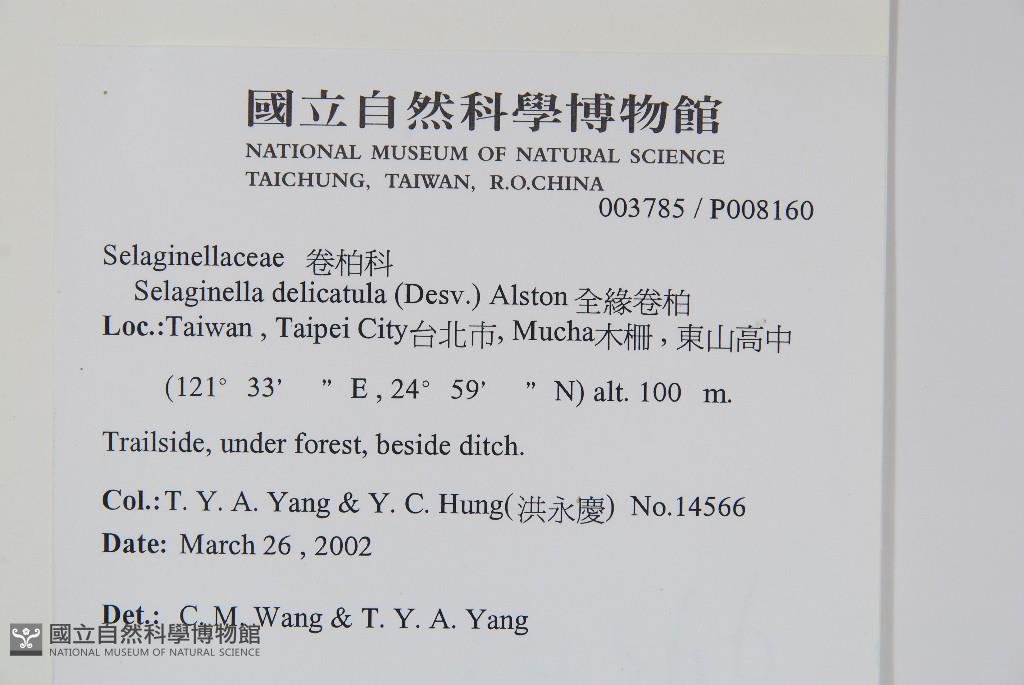 國立自然科學博物館
NATIONAL MUSEUM OF NATURAL SCIENCE
TAICHUNG, TAIWAN, R.O.CHINA
003785 / P008160
Selaginellaceae 卷柏科
Selaginella delicatula (Desv.) Alston 全緣卷柏
Loc.:Taiwan , Taipei City台北市, Mucha木柵 , 東山高中
(121° 33' " E , 24° 59' " N) alt. 100 m.
Trailside, under forest, beside ditch.
Col.: T. Y. A. Yang & Y. C. Hung(洪永慶) No.14566
Date: March 26 , 2002
Det.: C. M. Wang & T. Y. A. Yang
國立自然科學博物館
NATIONAL MUSEUM OF NATURAL SCIENCE